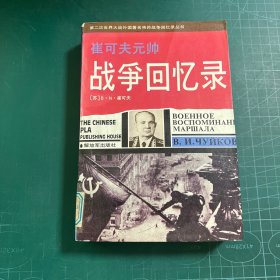 第二次世界大战外国著名将帅战争回忆录丛书
崔可夫元帅
战争回忆录
〔苏〕В·И·崔可夫
THE CHINESE
PLA
PUBLISHING HOUSE
解放军出版社
ВОЕННОЕ
ВОСПОМИНАНИ
МАРШАЛА
В. И. ЧУЙКОВ